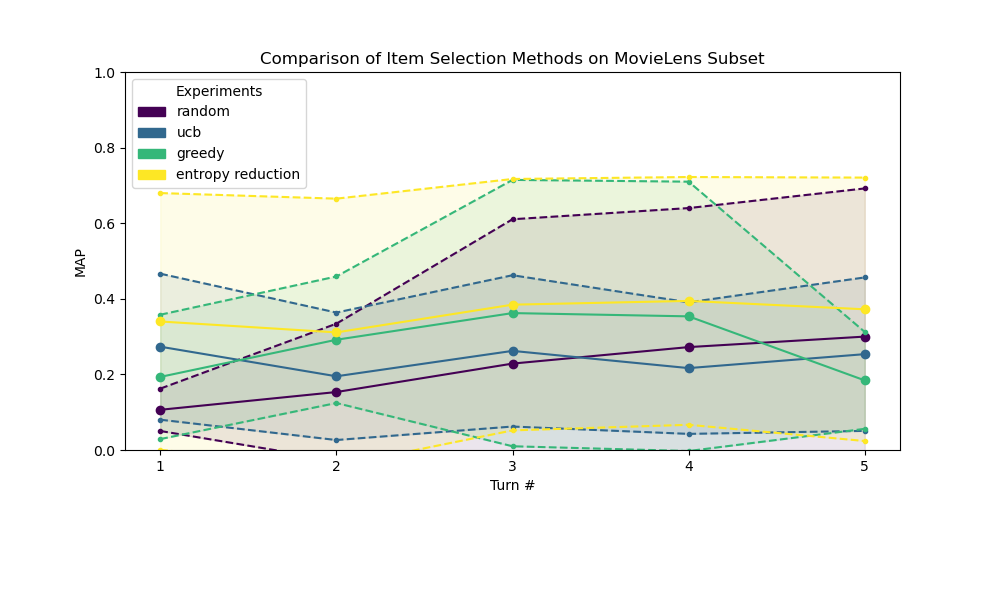 Comparison of Item Selection Methods on MovieLens Subset
1.0
0.8
0.6
0.4
0.2
0.0
MAP
Experiments
random
ucb
greedy
entropy reduction
1
2
3
4
5
Turn #